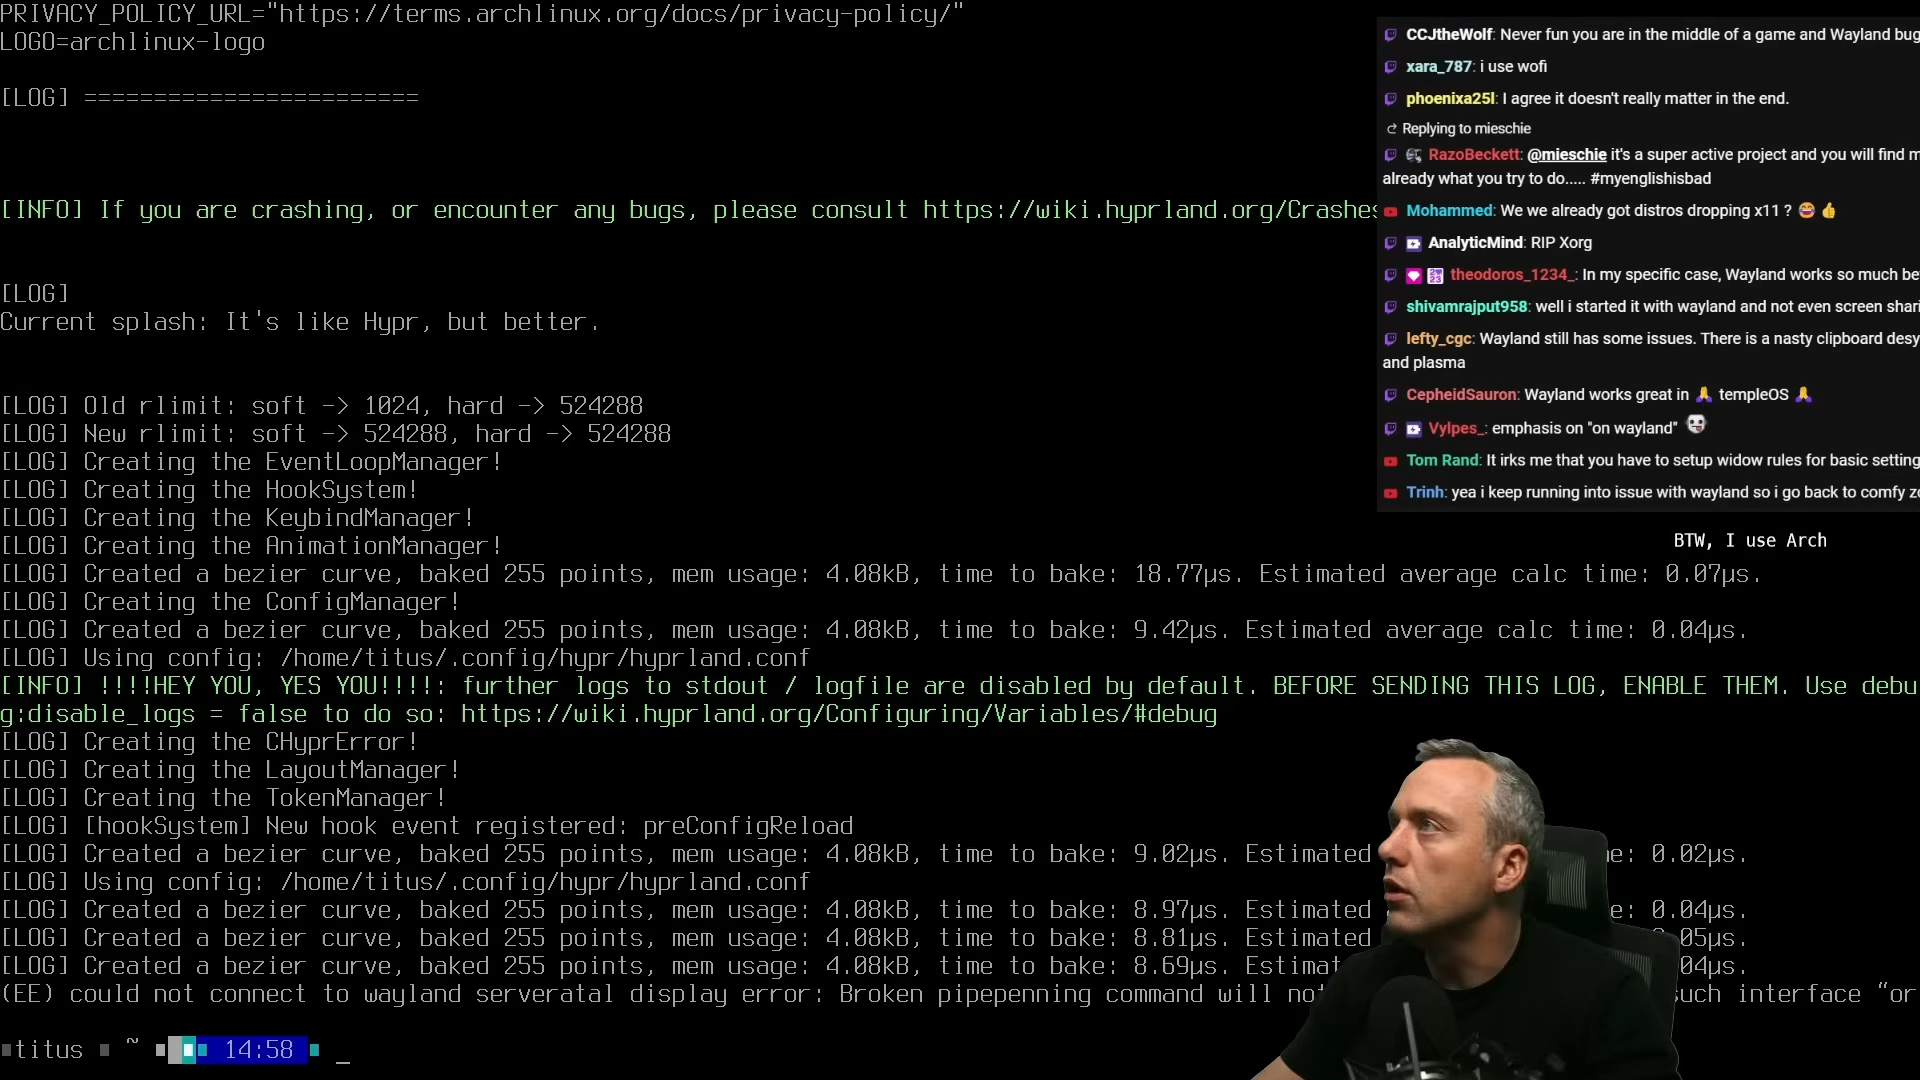 PRIVACY_POLICY_URL="https://terms.archlinux.org/docs/privacy-policy/"
LOGO=archlinux-logo
[LOG] ========================
[INFO] If you are crashing, or encounter any bugs, please consult https://wiki.hyprland.org/Crashes
[LOG]
Current splash: It's like Hypr, but better.
[LOG] Old rlimit: soft -> 1024, hard -> 524288
[LOG] New rlimit: soft -> 524288, hard -> 524288
[LOG] Creating the EventLoopManager!
[LOG] Creating the HookSystem!
[LOG] Creating the KeybindManager!
[LOG] Creating the AnimationManager!
[LOG] Created a bezier curve, baked 255 points, mem usage: 4.08kB, time to bake: 18.77µs. Estimated average calc time: 0.07µs.
[LOG] Creating the ConfigManager!
[LOG] Created a bezier curve, baked 255 points, mem usage: 4.08kB, time to bake: 9.42µs. Estimated average calc time: 0.04µs.
[LOG] Using config: /home/titus/.config/hypr/hyprland.conf
[INFO] !!!!HEY YOU, YES YOU!!!!: further logs to stdout / logfile are disabled by default. BEFORE SENDING THIS LOG, ENABLE THEM. Use debu
g:disable_logs = false to do so: https://wiki.hyprland.org/Configuring/Variables/#debug
[LOG] Creating the CHyprError!
[LOG] Creating the LayoutManager!
[LOG] Creating the TokenManager!
[LOG] [hookSystem] New hook event registered: preConfigReload
[LOG] Created a bezier curve, baked 255 points, mem usage: 4.08kB, time to bake: 9.02µs. Estimated e: 0.02µs.
[LOG] Using config: /home/titus/.config/hypr/hyprland.conf
[LOG] Created a bezier curve, baked 255 points, mem usage: 4.08kB, time to bake: 8.97µs. Estimated e: 0.04µs.
[LOG] Created a bezier curve, baked 255 points, mem usage: 4.08kB, time to bake: 8.81µs. Estimated 05µs.
[LOG] Created a bezier curve, baked 255 points, mem usage: 4.08kB, time to bake: 8.69µs. Estimat 04µs.
(EE) could not connect to wayland serveratal display error: Broken pipepenning command will no such interface “or
titus ~ 14:58 _
CCJtheWolf: Never fun you are in the middle of a game and Wayland bug
xara_787: i use wofi
phoenixa25l: I agree it doesn't really matter in the end.
Replying to mieschie
RazoBeckett: @mieschie it's a super active project and you will find m
already what you try to do..... #myenglishisbad
Mohammed: We we already got distros dropping x11 ? 😂 👍
AnalyticMind: RIP Xorg
theodoros_1234_: In my specific case, Wayland works so much be
shivamrajput958: well i started it with wayland and not even screen shari
lefty_cgc: Wayland still has some issues. There is a nasty clipboard desy
and plasma
CepheidSauron: Wayland works great in 🙏 templeOS 🙏
Vylpes_: emphasis on "on wayland"
Tom Rand: It irks me that you have to setup widow rules for basic setting
Trinh: yea i keep running into issue with wayland so i go back to comfy zo
BTW, I use Arch